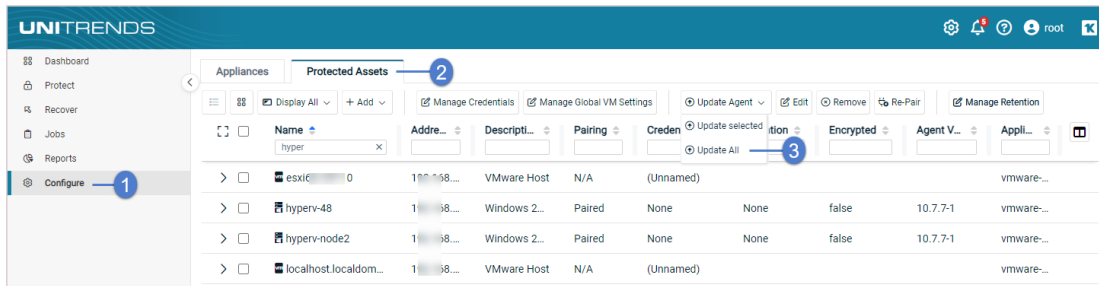 UNITRENDS
5
root
Dashboard
Protect
Recover
Jobs
Reports
Configure
1
Appliances Protected Assets 2
Display All + Add Manage Credentials Manage Global VM Settings Update Agent Edit Remove Re-Pair Manage Retention
Update selected
Update All 3
Name Addre... Descripti... Pairing Creden tion Encrypted Agent V... Appli...
hyper
VMware Host N/A (Unnamed) vmware-...
hyperv-48 Windows 2... Paired None None false 10.7.7-1 vmware-...
hyperv-node2 Windows 2... Paired None None false 10.7.7-1 vmware-...
localhost.localdom... VMware Host N/A (Unnamed) vmware-...